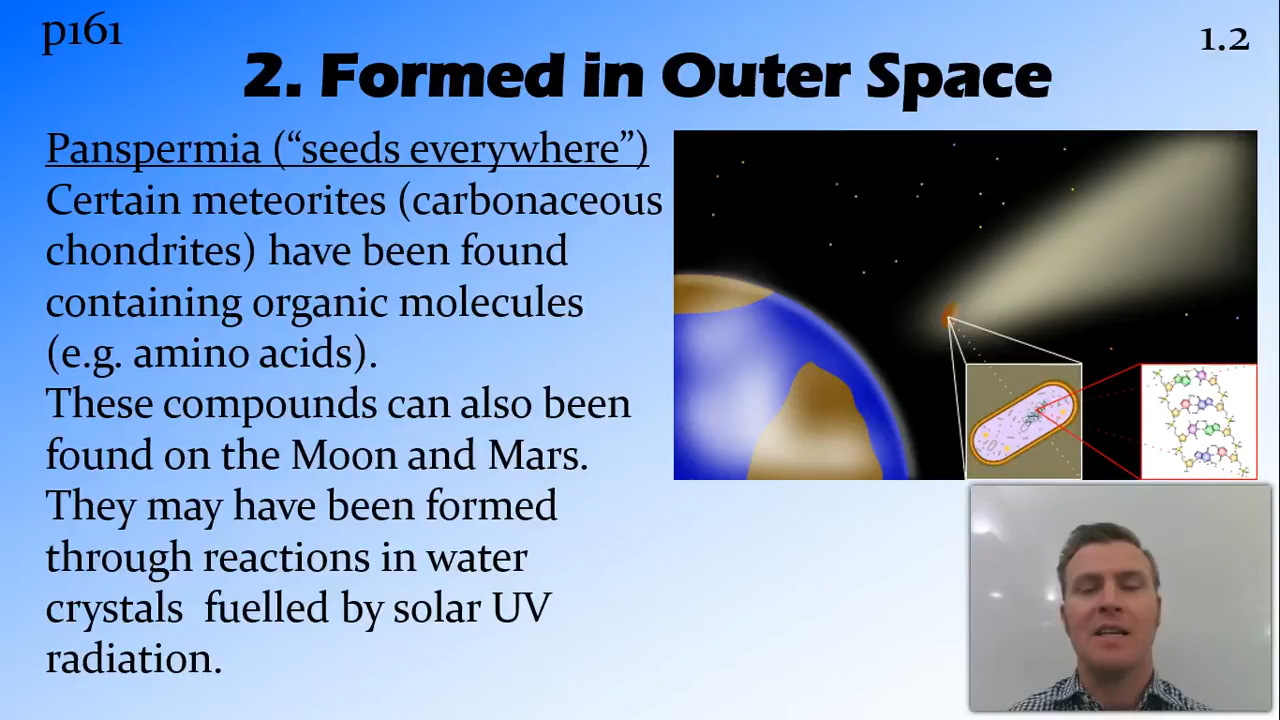 p161
1.2
2. Formed in Outer Space
Panspermia (“seeds everywhere”)
Certain meteorites (carbonaceous
chondrites) have been found
containing organic molecules
(e.g. amino acids).
These compounds can also been
found on the Moon and Mars.
They may have been formed
through reactions in water
crystals  fuelled by solar UV
radiation.